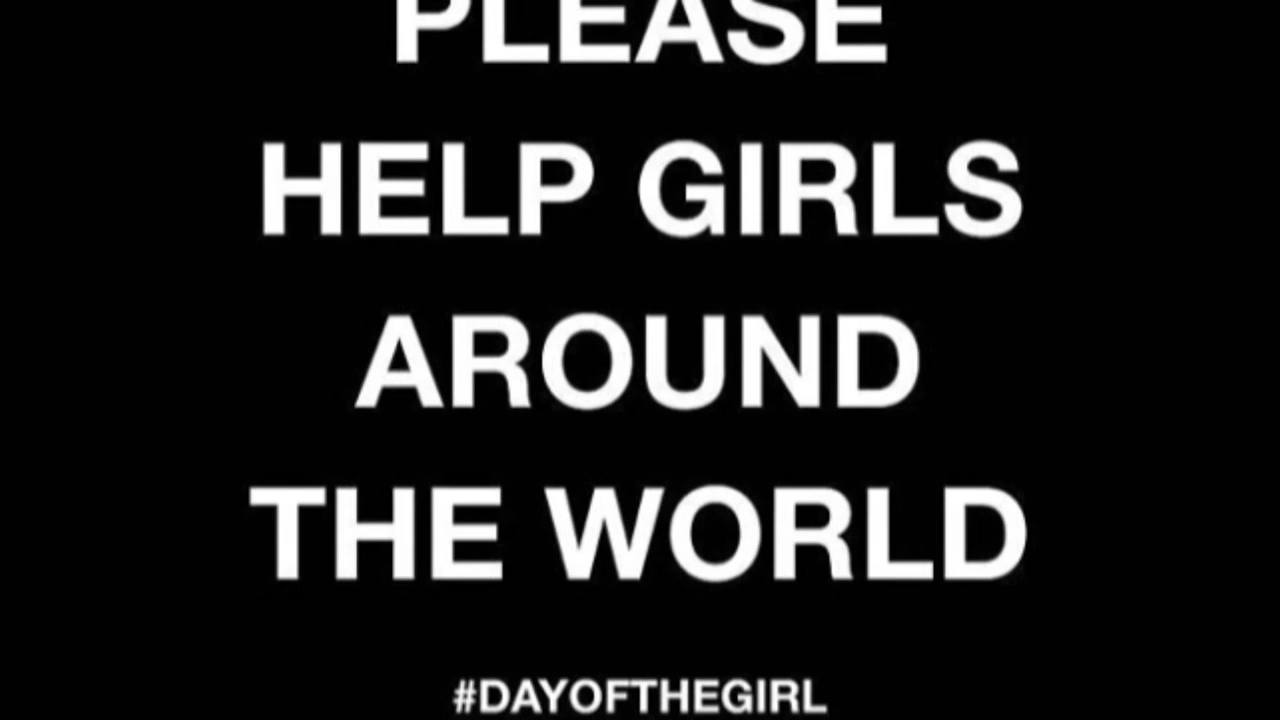 PLEASE
HELP GIRLS
AROUND
THE WORLD
#DAYOFTHEGIRL